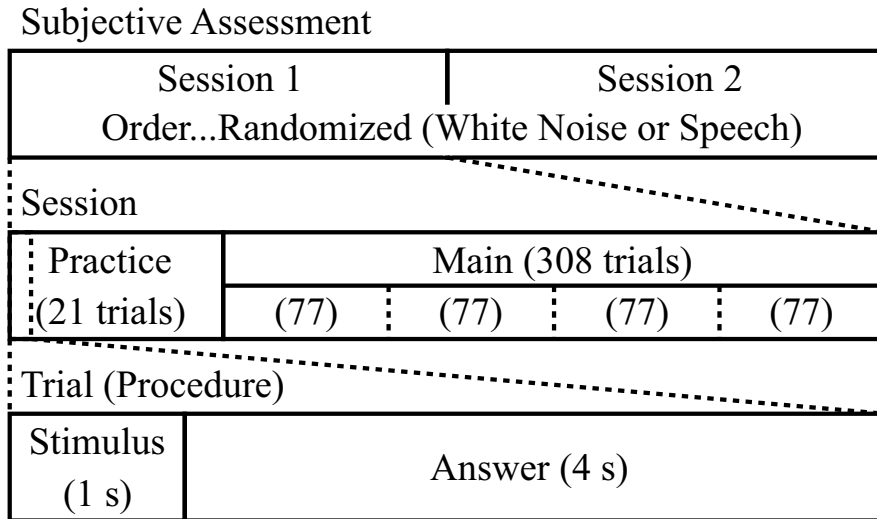 Subjective Assessment
Session 1
Session 2
Order...Randomized (White Noise or Speech)
Session
Practice
(21 trials)
Main (308 trials)
(77)
(77)
(77)
(77)
Trial (Procedure)
Stimulus
(1 s)
Answer (4 s)